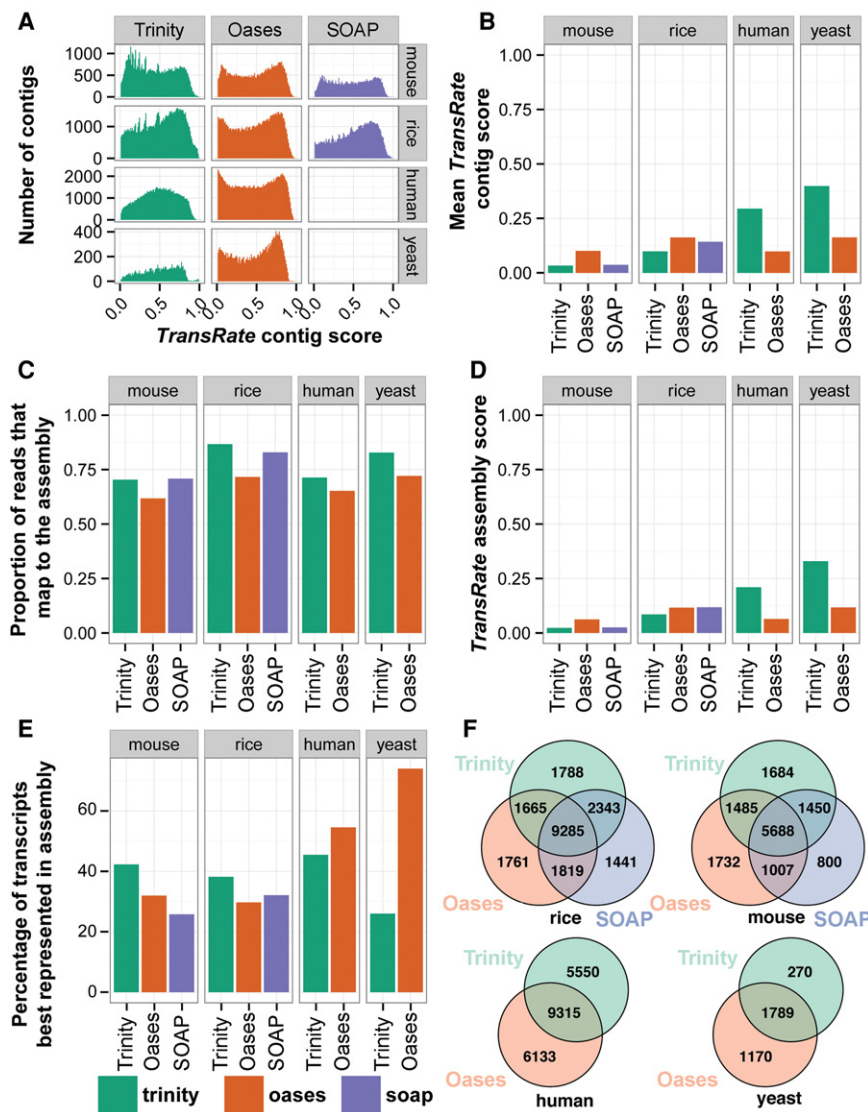 A
Trinity Oases SOAP
Number of contigs
1000
500
0
mouse
1000
0
rice
2000
1000
0
human
400
200
0
yeast
0.0 0.5 1.0 0.0 0.5 1.0 0.0 0.5 1.0
TransRate contig score
B
mouse rice human yeast
Mean TransRate
contig score
1.00
0.75
0.50
0.25
0.00
Trinity Oases SOAP Trinity Oases SOAP Trinity Oases Trinity Oases
C
mouse rice human yeast
Proportion of reads that
map to the assembly
1.00
0.75
0.50
0.25
0.00
Trinity Oases SOAP Trinity Oases SOAP Trinity Oases Trinity Oases
D
mouse rice human yeast
TransRate assembly score
1.00
0.75
0.50
0.25
0.00
Trinity Oases SOAP Trinity Oases SOAP Trinity Oases Trinity Oases
E
mouse rice human yeast
Percentage of transcripts
best represented in assembly
60
40
20
0
Trinity Oases SOAP Trinity Oases SOAP Trinity Oases Trinity Oases
trinity oases soap
F
Trinity
1788
1665 2343
9285
1761 1819 1441
Oases rice SOAP
Trinity
1684
1485 1450
5688
1732 1007 800
Oases mouse SOAP
Trinity
5550
9315
6133
Oases
human
Trinity
270
1789
1170
Oases
yeast